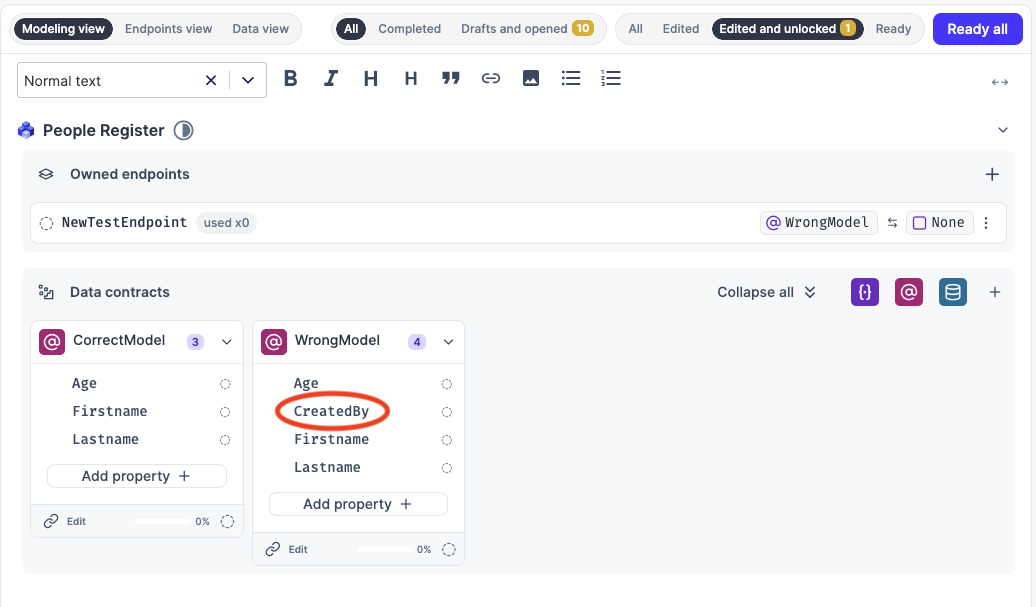 Modeling view Endpoints view Data view All Completed Drafts and opened 10 All Edited Edited and unlocked 1 Ready Ready all
Normal text B I H H
People Register
Owned endpoints
NewTestEndpoint used x0 WrongModel None
Data contracts Collapse all
CorrectModel 3
Age
Firstname
Lastname
Add property
Edit 0%
WrongModel 4
Age
CreatedBy
Firstname
Lastname
Add property
Edit 0%